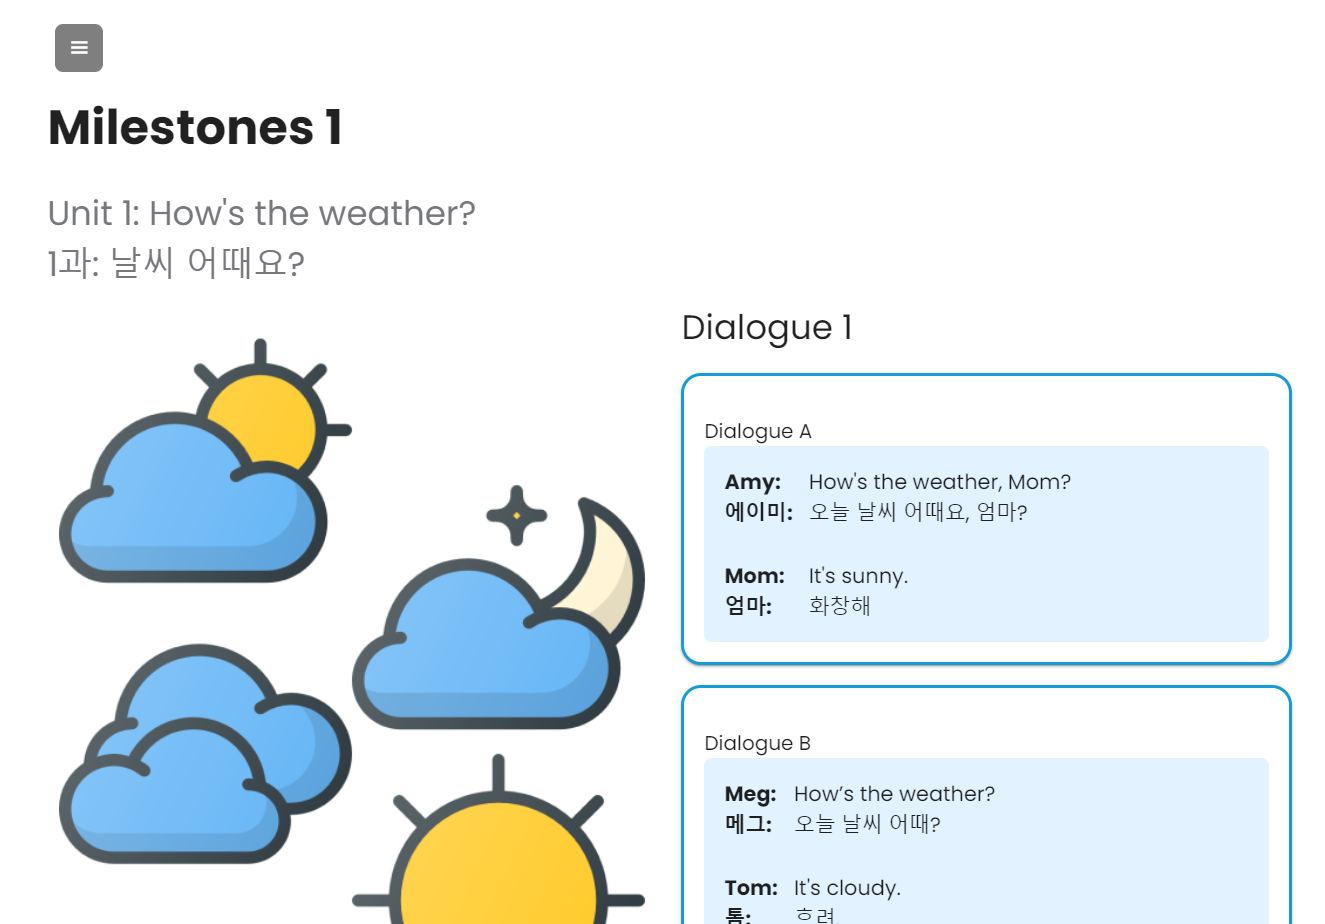 Milestones 1
Unit 1: How's the weather?
1과: 날씨 어때요?
Dialogue 1
Dialogue A
Amy: How's the weather, Mom?
에이미: 오늘 날씨 어때요, 엄마?
Mom: It's sunny.
엄마: 화창해
Dialogue B
Meg: How’s the weather?
메그: 오늘 날씨 어때?
Tom: It's cloudy.
톰: 흐려.